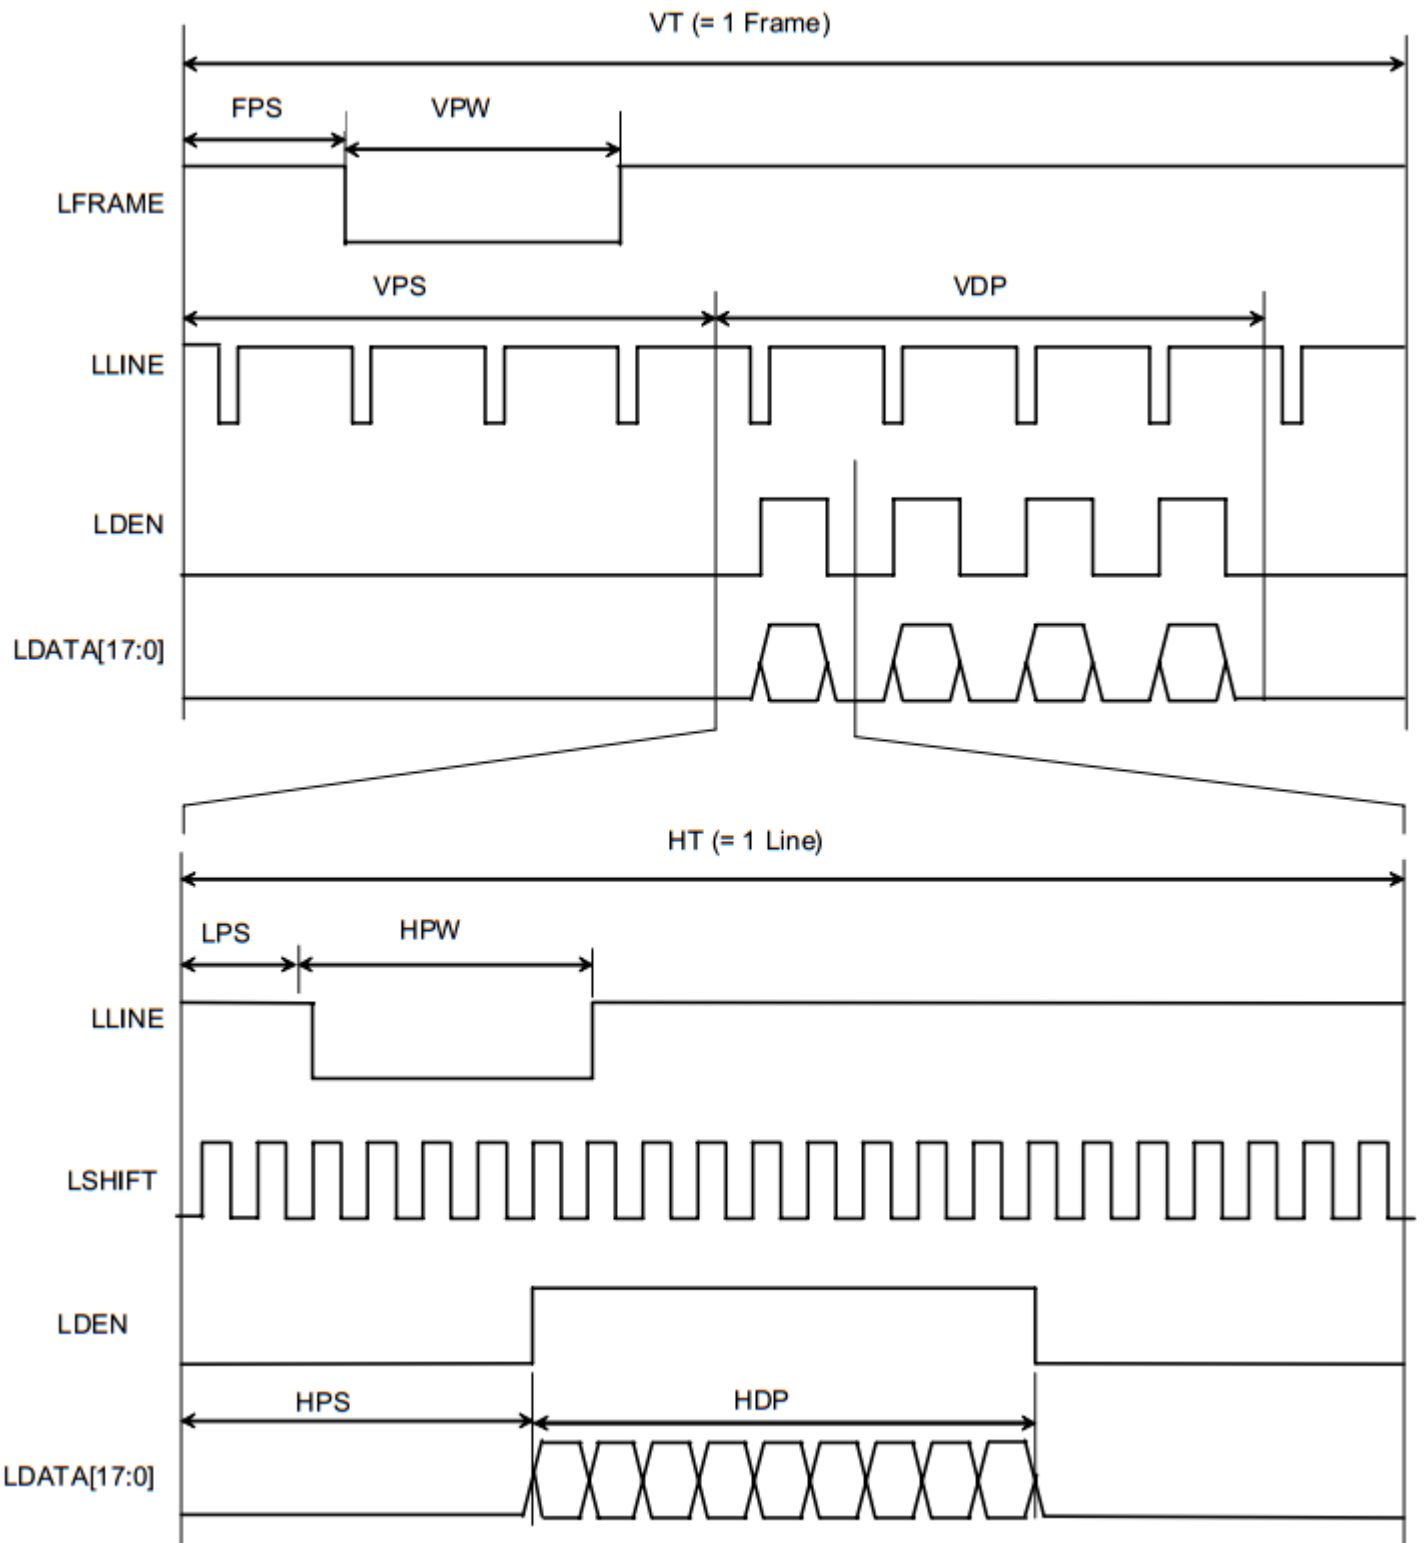 VT (= 1 Frame)
FPS
VPW
LFRAME
VPS
VDP
LLINE
LDEN
LDATA[17:0]
HT (= 1 Line)
LPS
HPW
LLINE
LSHIFT
LDEN
HPS
HDP
LDATA[17:0]